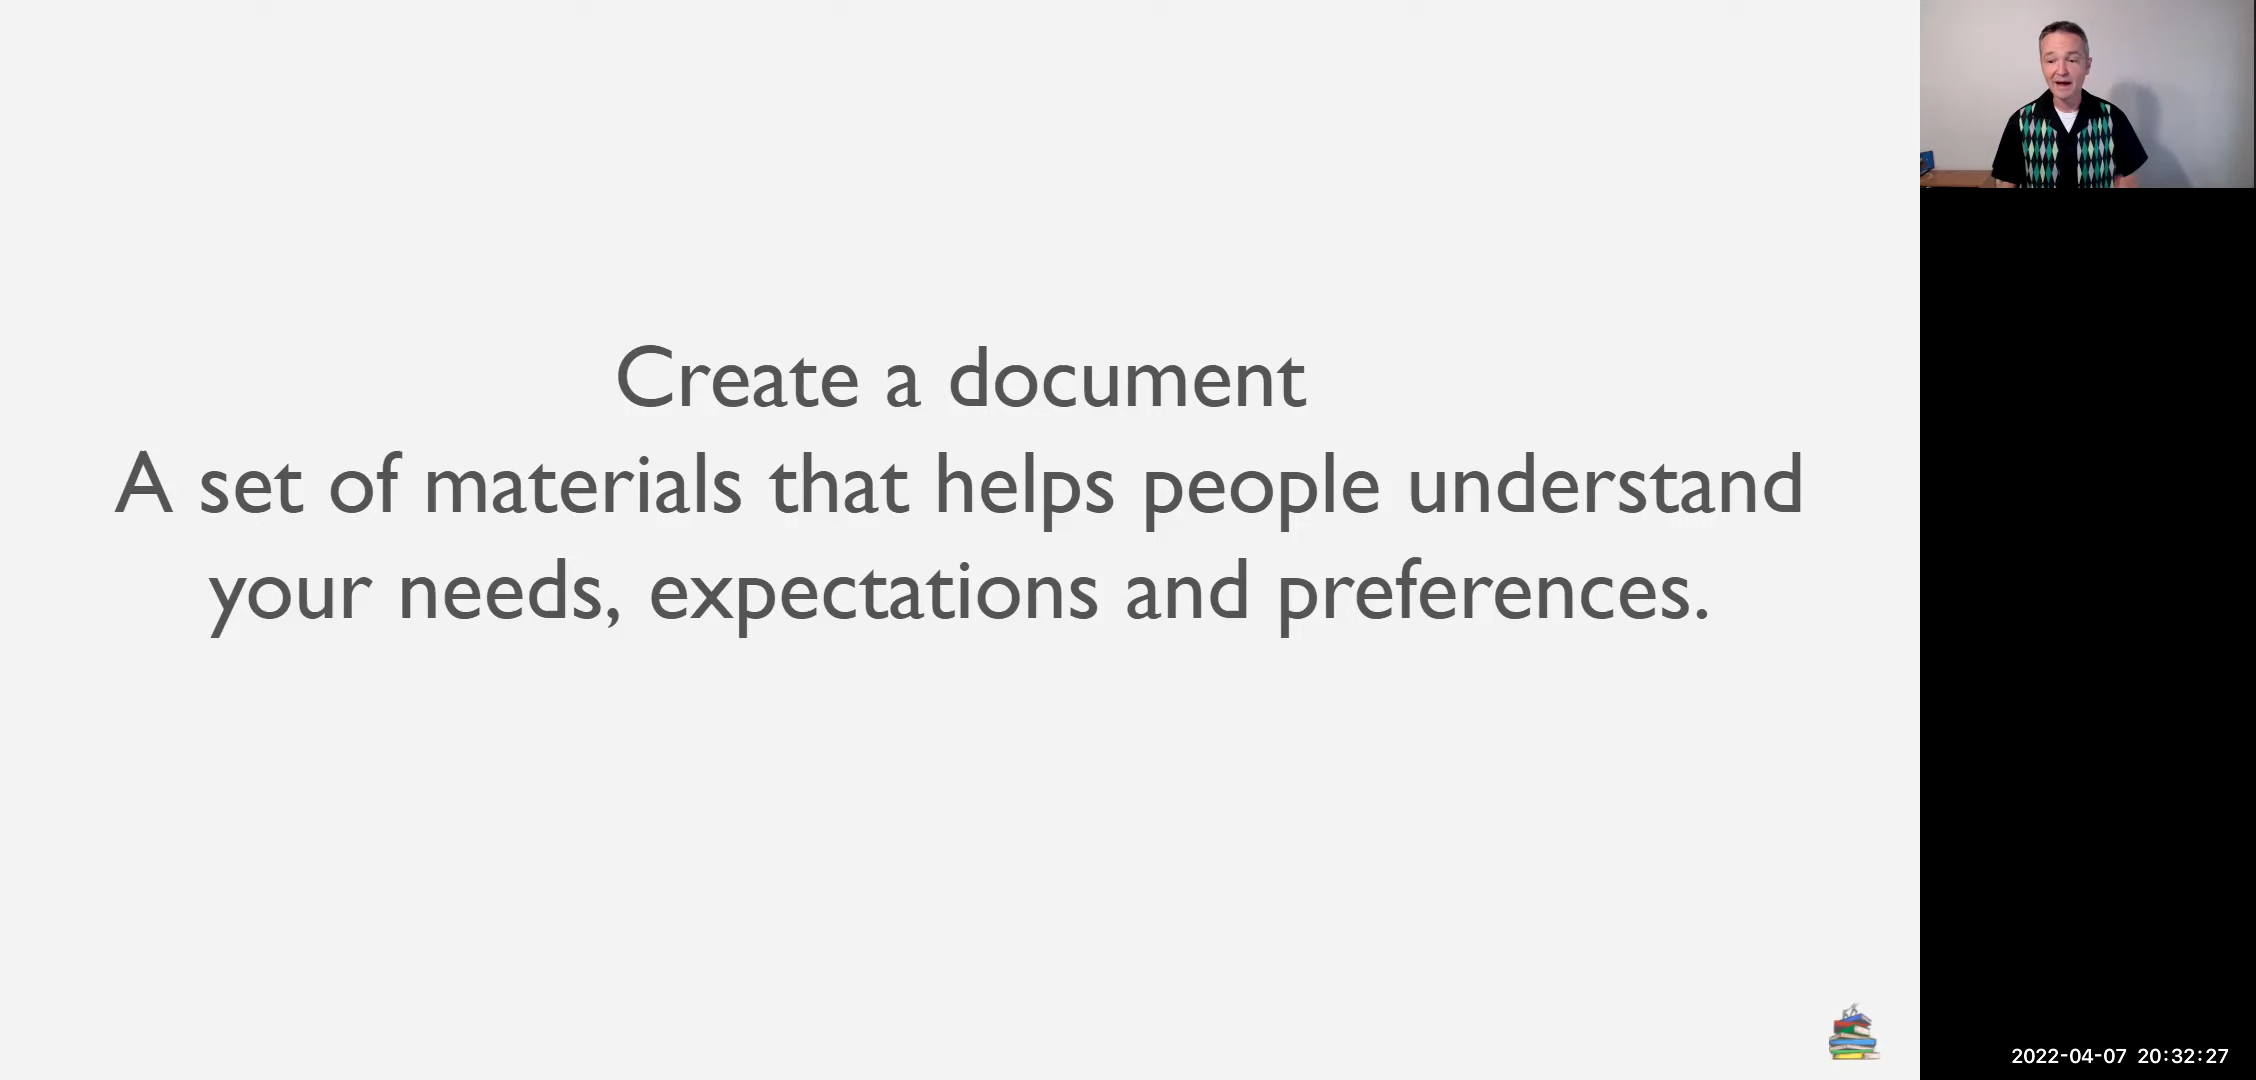 Create a document
A set of materials that helps people understand
your needs, expectations and preferences.
2022-04-07 20:32:27